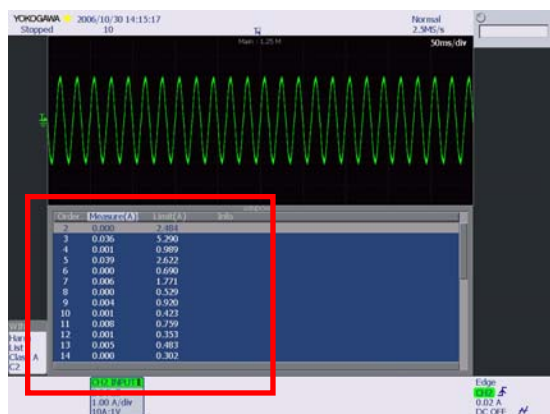 YOKOGAWA 2006/10/30 14:15:17 Normal
Stopped 10 2.5MS/s
Main : 1.25 M 50ms/div
Order Measure(A) Limit(A) Info
2 0.000 2.484
3 0.036 5.290
4 0.001 0.989
5 0.039 2.622
6 0.000 0.690
7 0.006 1.771
8 0.000 0.529
9 0.004 0.920
10 0.001 0.423
11 0.008 0.759
12 0.001 0.353
13 0.005 0.483
14 0.000 0.302
List
A
C2
CH2 INPUT
1.00 A/div
10A:1V
Edge
CH2
0.02 A
DC OFF